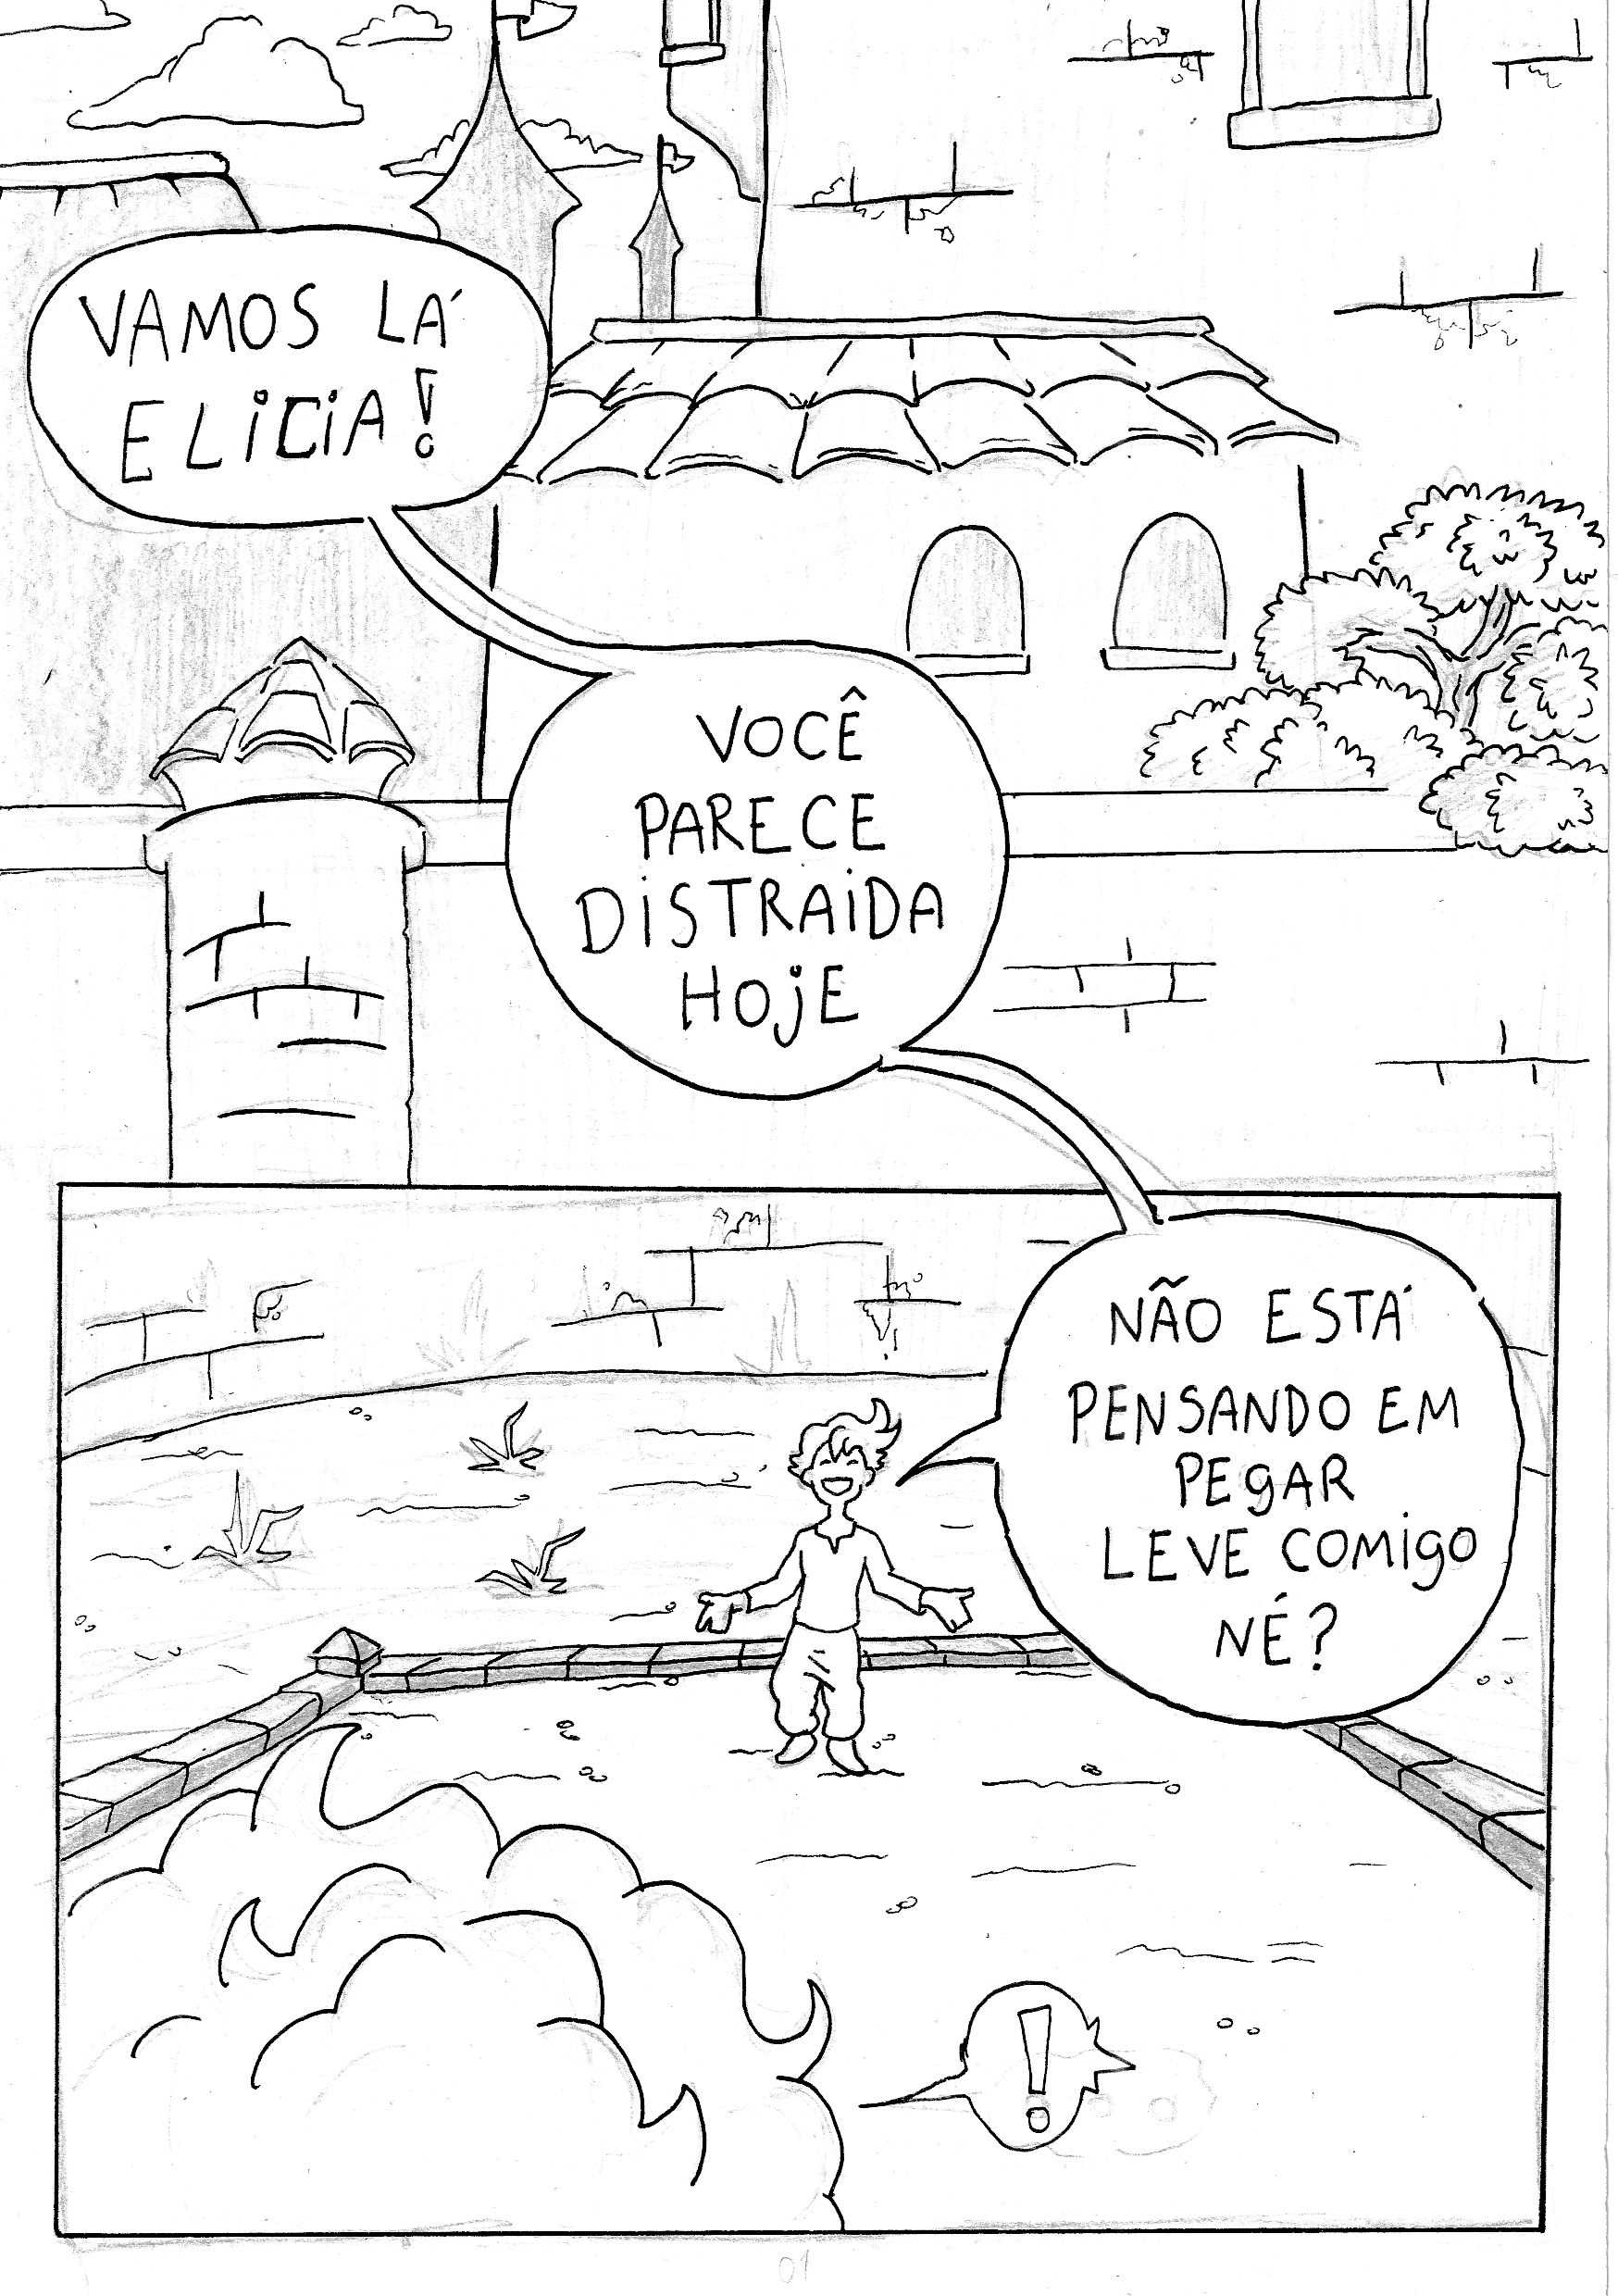 VAMOS LÁ
ELICIA!
VOCÊ
PARECE
DISTRAIDA
HOJE
NÃO ESTÁ
PENSANDO EM
PEGAR
LEVE COMIGO
NÉ?
!
01